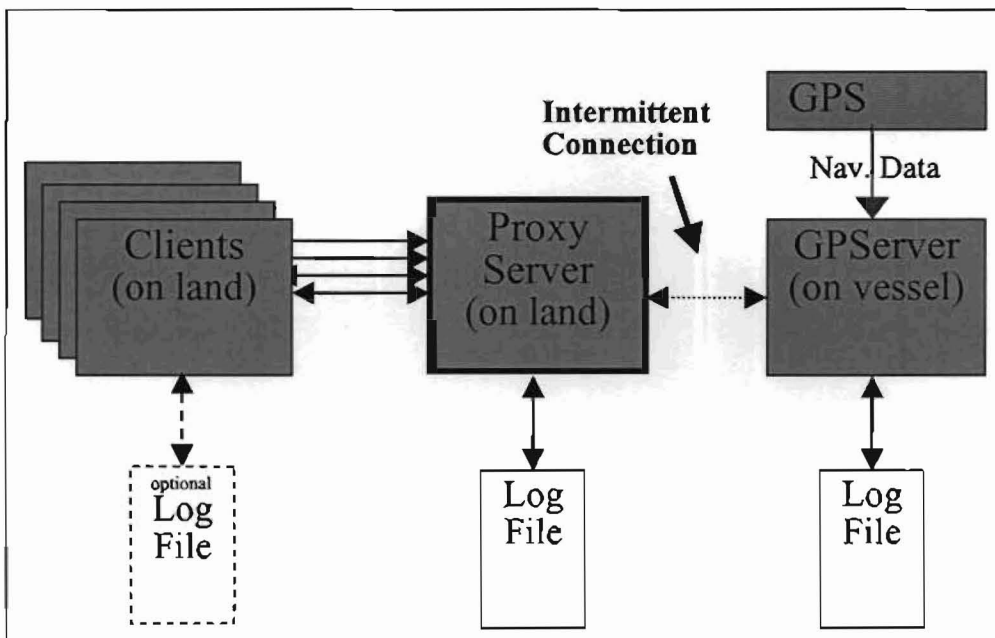 GPS
Intermittent
Connection
Nav. Data
Clients
(on land)
Proxy
Server
(on land)
GPServer
(on vessel)
optional
Log
File
Log
File
Log
File